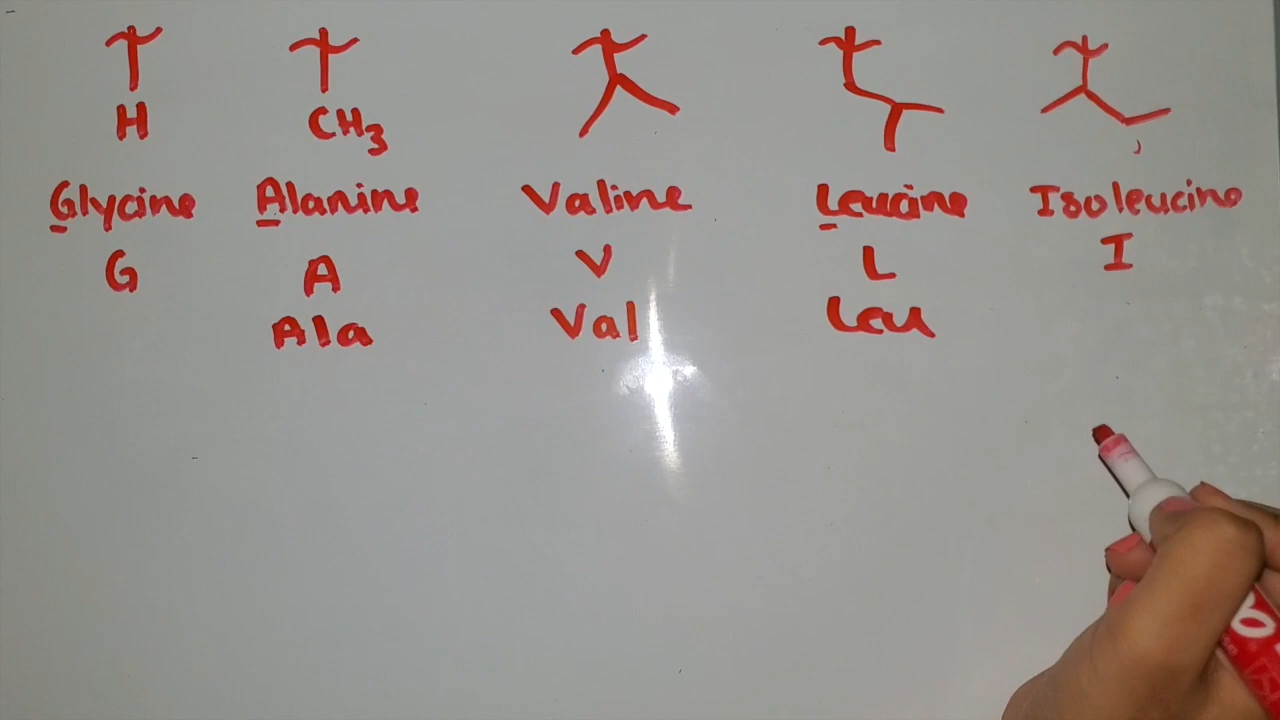 H CH3
Glycine Alanine Valine Leucine Isoleucine
G A V L I
Ala Val Leu